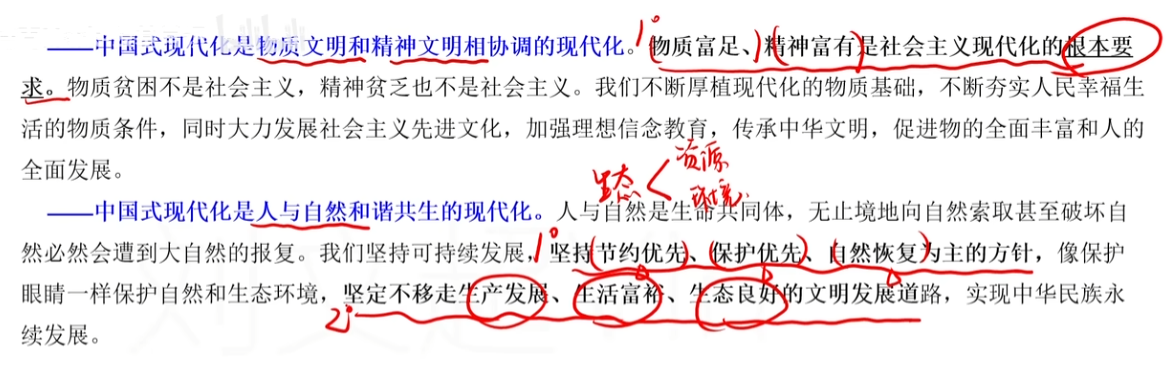 ——中国式现代化是物质文明和精神文明相协调的现代化。1°物质富足、精神富有是社会主义现代化的根本要
求。物质贫困不是社会主义，精神贫乏也不是社会主义。我们不断厚植现代化的物质基础，不断夯实人民幸福生
活的物质条件，同时大力发展社会主义先进文化，加强理想信念教育，传承中华文明，促进物的全面丰富和人的
全面发展。
生态 < 资源
环境
——中国式现代化是人与自然和谐共生的现代化。人与自然是生命共同体，无止境地向自然索取甚至破坏自
然必然会遭到大自然的报复。我们坚持可持续发展，1°坚持节约优先、保护优先、自然恢复为主的方针，像保护
眼睛一样保护自然和生态环境，坚定不移走生产发展、生活富裕、生态良好的文明发展道路，实现中华民族永
2°
续发展。